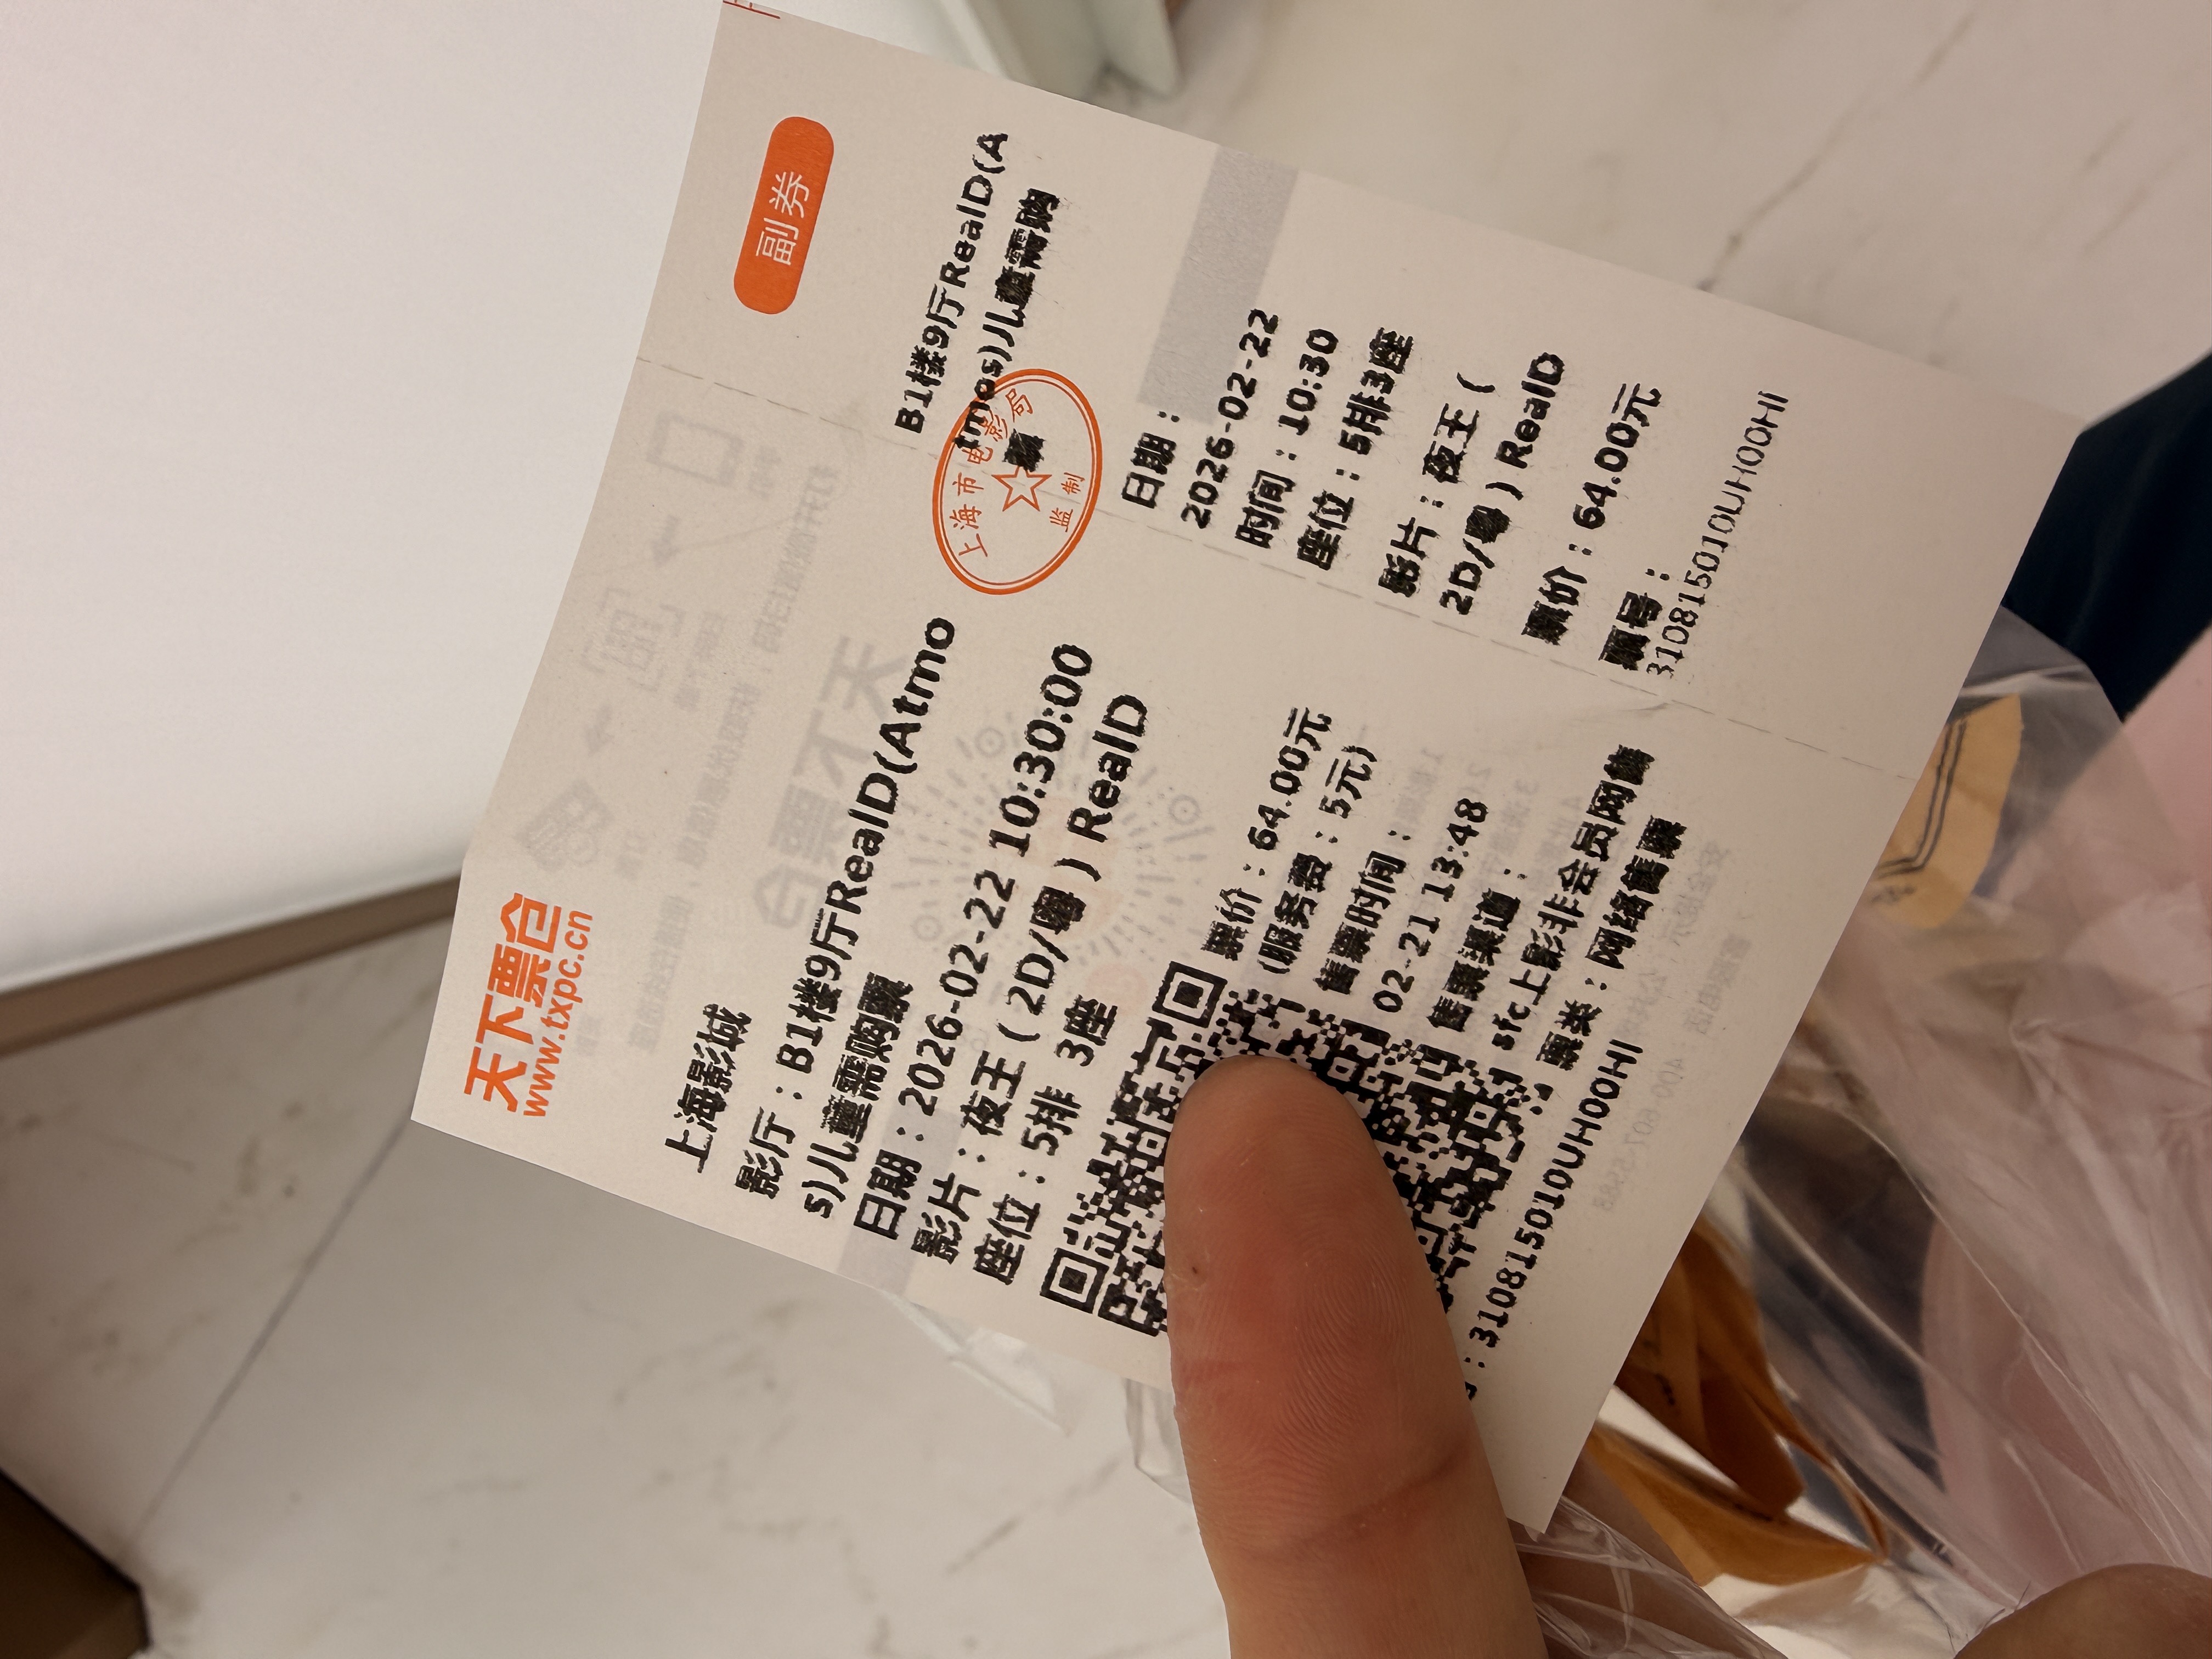 天下票仓
www.txpc.cn
上海影城
影厅：B1楼9厅RealD(Atmo
s)儿童需购票
日期：2026-02-22 10:30:00
影片：夜王（2D/粤）RealD
座位：5排 3座
票价：64.00元
(服务费：5元)
售票时间：
02-21 13:48
售票渠道：
sfc上影非会员网售
票类：网络售票
：310815010UH00HI
副券
B1楼9厅RealD(A
tmos)儿童需购
票
上海市电影局
监制
日期：
2026-02-22
时间：10:30
座位：5排3座
影片：夜王（
2D/粤）RealD
票价：64.00元
票号：
310815010UH00HI